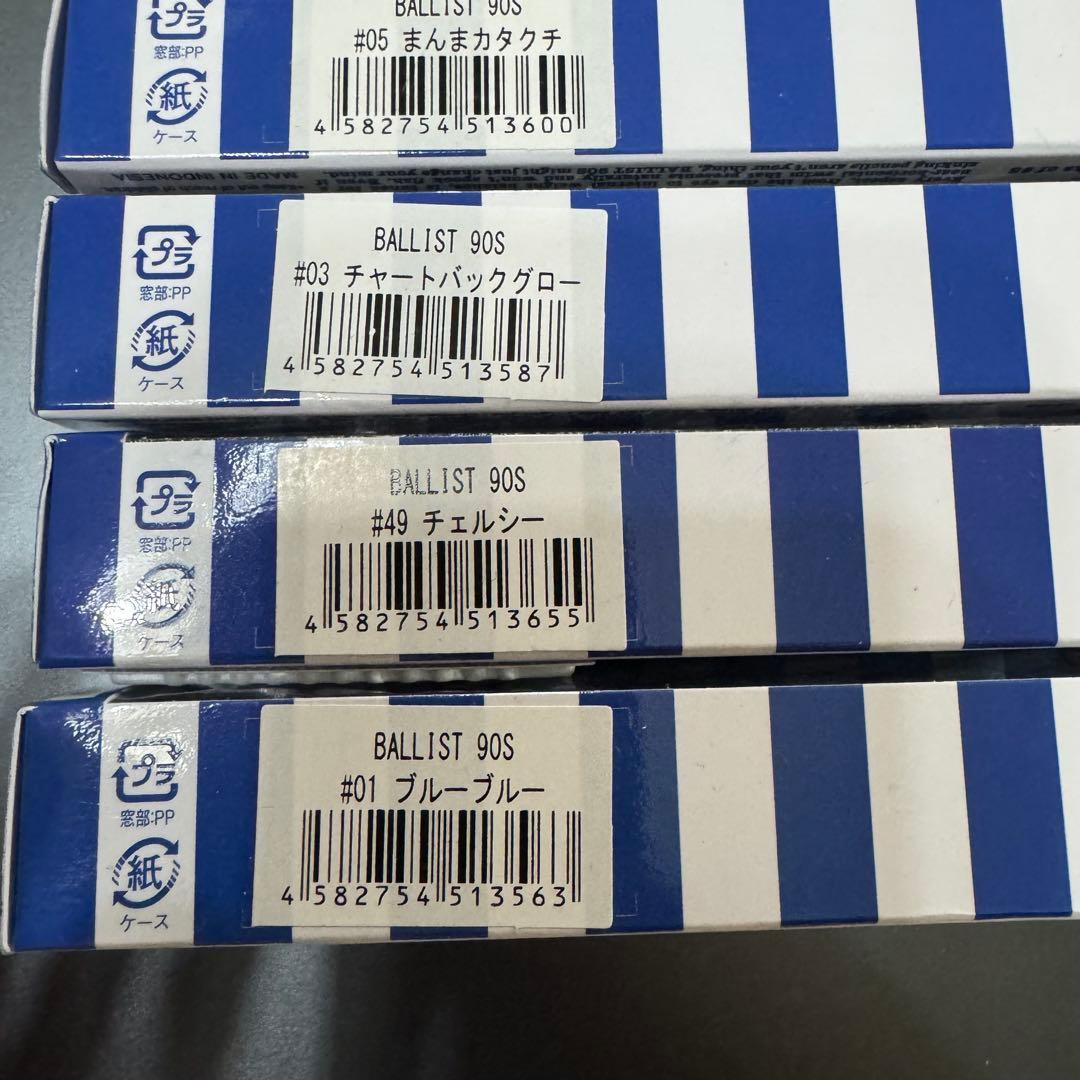 BALLIST 90S
#05 まんまカタクチ
4 582754 513600
プラ
窓部:PP
紙
ケース
MADE IN INDONESIA
BALLIST 90S
#03 チャートバックグロー
4 582754 513587
プラ
窓部:PP
紙
ケース
BALLIST 90S
#49 チェルシー
4 582754 513655
プラ
窓部:PP
紙
ケース
BALLIST 90S
#01 ブルーブルー
4 582754 513563
プラ
窓部:PP
紙
ケース